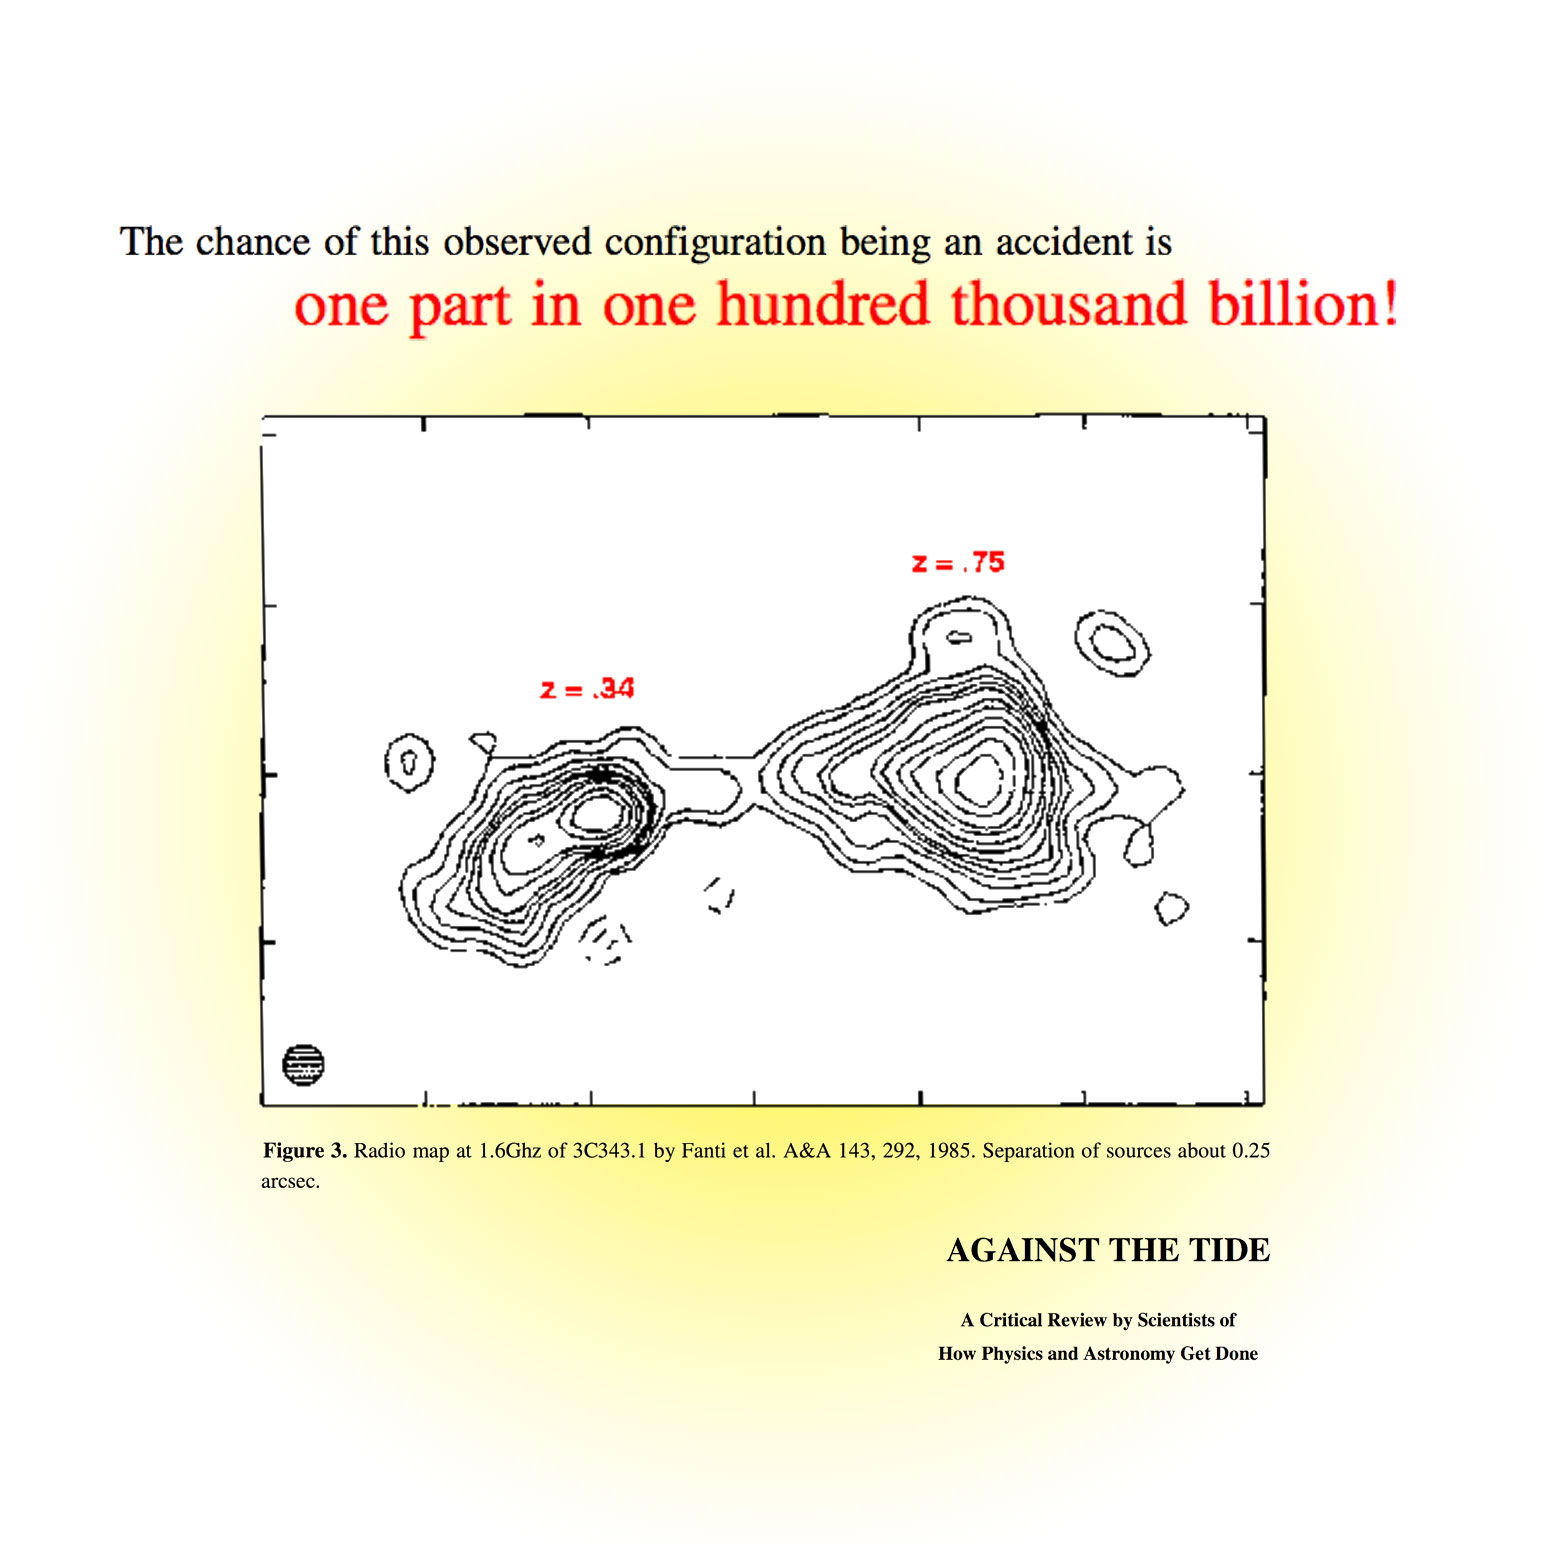 The chance of this observed configuration being an accident is
one part in one hundred thousand billion!
z = .75
z = .34
Figure 3. Radio map at 1.6Ghz of 3C343.1 by Fanti et al. A&A 143, 292, 1985. Separation of sources about 0.25
arcsec.
AGAINST THE TIDE
A Critical Review by Scientists of
How Physics and Astronomy Get Done